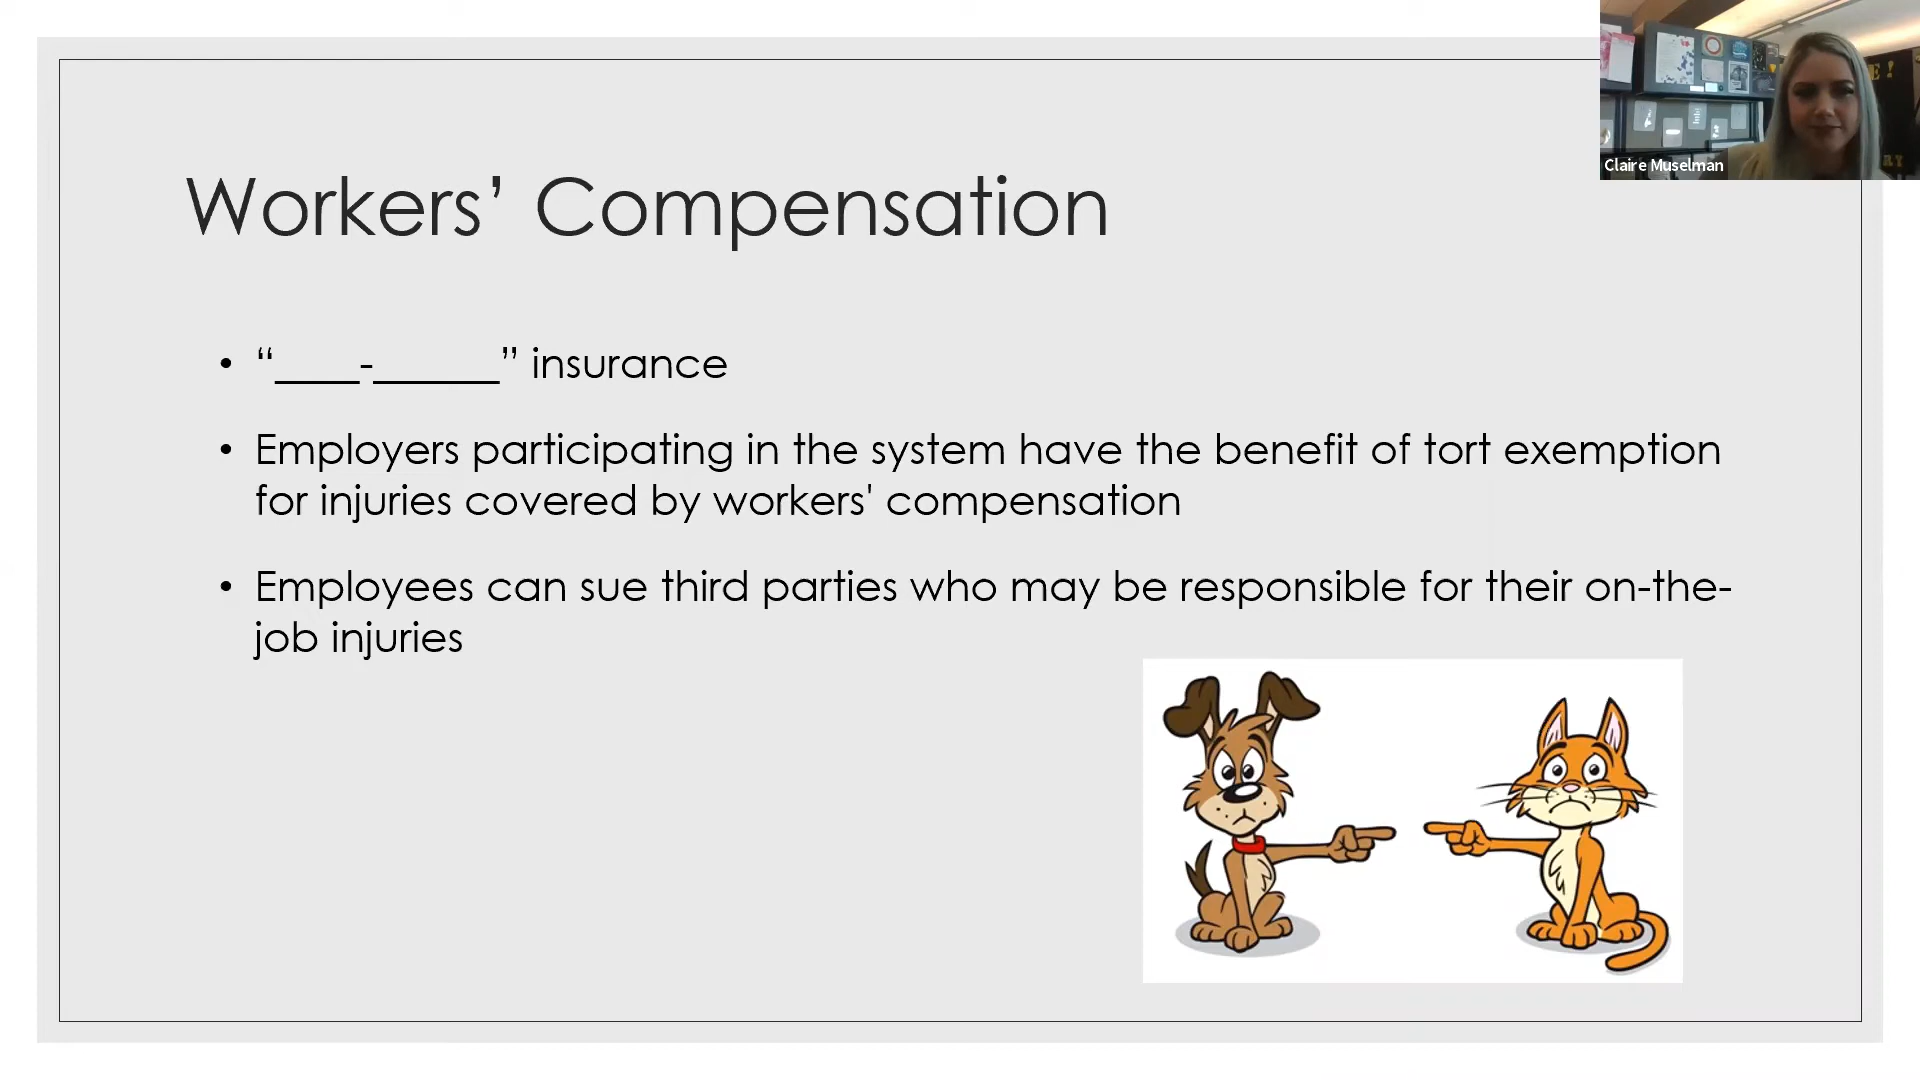 Workers’ Compensation
• “____-______” insurance
• Employers participating in the system have the benefit of tort exemption
for injuries covered by workers' compensation
• Employees can sue third parties who may be responsible for their on-the-
job injuries
E!
RY
Claire Muselman